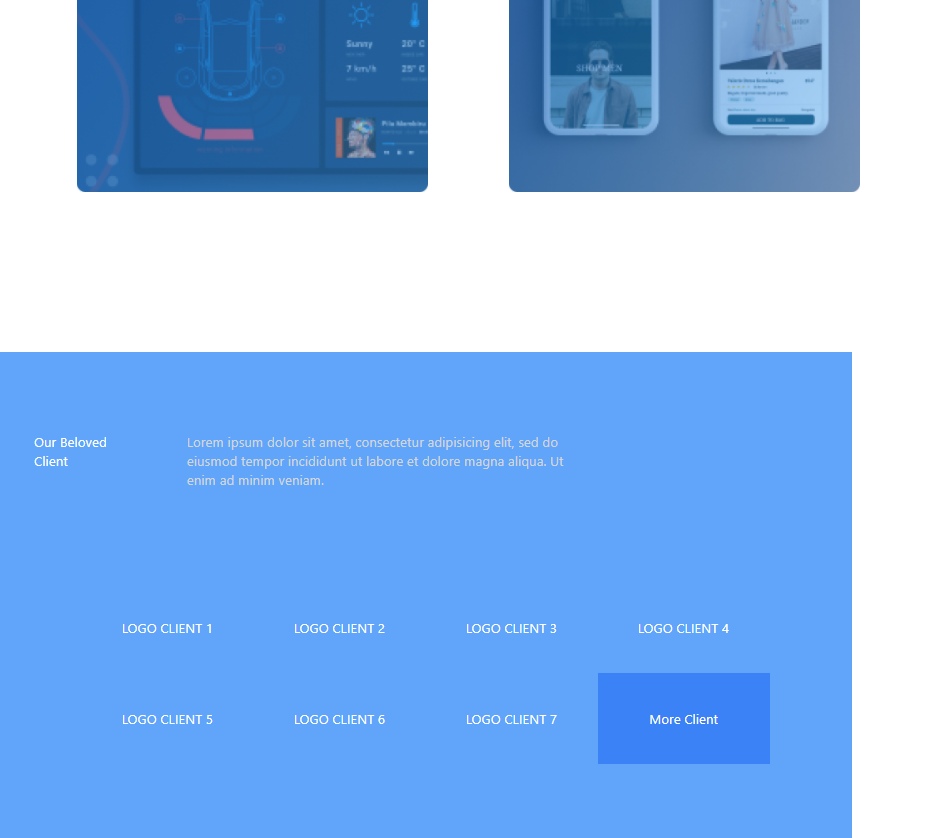 Sunny
20° C
7 km/h
25° C
SHOP MEN
ADD TO BAG
Our Beloved
Client
Lorem ipsum dolor sit amet, consectetur adipisicing elit, sed do
eiusmod tempor incididunt ut labore et dolore magna aliqua. Ut
enim ad minim veniam.
LOGO CLIENT 1
LOGO CLIENT 2
LOGO CLIENT 3
LOGO CLIENT 4
LOGO CLIENT 5
LOGO CLIENT 6
LOGO CLIENT 7
More Client